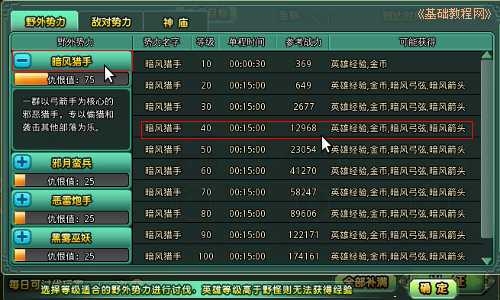 野外势力 敌对势力 神庙 《基础教程网》
野外势力 势力名字 等级 单程时间 参考战力 可能获得
暗风猎手
仇恨值：75
一群以弓箭手为核心的
邪恶猎手，专以偷猎和
袭击其他部落为乐。
邪月蛮兵
仇恨值：25
恶雷炮手
仇恨值：25
黑雾巫妖
仇恨值：25
暗风猎手 10 00:00:30 369 英雄经验,金币
暗风猎手 20 00:15:00 649 英雄经验,金币,暗风弓弦,暗风箭头
暗风猎手 30 00:15:00 2677 英雄经验,金币,暗风弓弦,暗风箭头
暗风猎手 40 00:15:00 12968 英雄经验,金币,暗风弓弦,暗风箭头
暗风猎手 50 00:15:00 23054 英雄经验,金币,暗风弓弦,暗风箭头
暗风猎手 60 00:15:00 41270 英雄经验,金币,暗风弓弦,暗风箭头
暗风猎手 70 00:15:00 58247 英雄经验,金币,暗风弓弦,暗风箭头
暗风猎手 80 00:15:00 89606 英雄经验,金币,暗风弓弦,暗风箭头
暗风猎手 90 00:15:00 122171 英雄经验,金币,暗风弓弦,暗风箭头
暗风猎手 100 00:15:00 174161 英雄经验,金币,暗风弓弦,暗风箭头
全部补满
选择等级适合的野外势力进行讨伐。英雄等级高于野怪则无法获得经验
确定